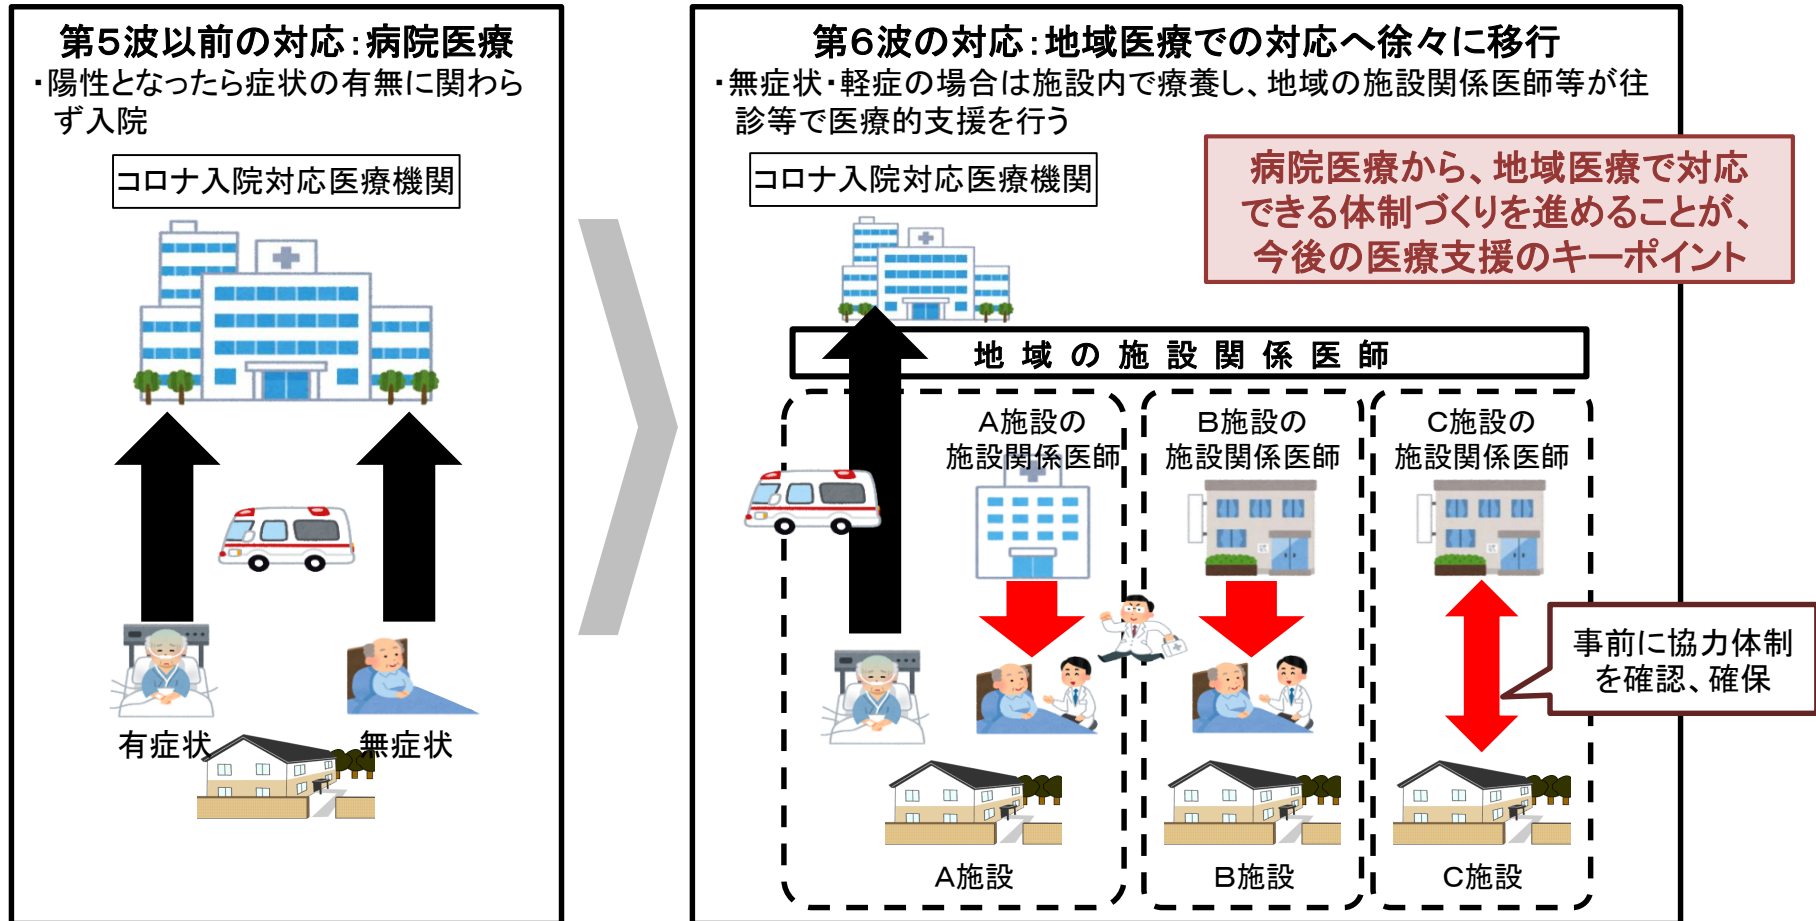 第5波以前の対応:病院医療
・陽性となったら症状の有無に関わら
ず入院
コロナ入院対応医療機関
有症状
無症状
第6波の対応:地域医療での対応へ徐々に移行
・無症状・軽症の場合は施設内で療養し、地域の施設関係医師等が往
診等で医療的支援を行う
コロナ入院対応医療機関
病院医療から、地域医療で対応
できる体制づくりを進めることが、
今後の医療支援のキーポイント
地域の施設関係医師
A施設の
施設関係医師
B施設の
施設関係医師
C施設の
施設関係医師
事前に協力体制
を確認、確保
A施設
B施設
C施設